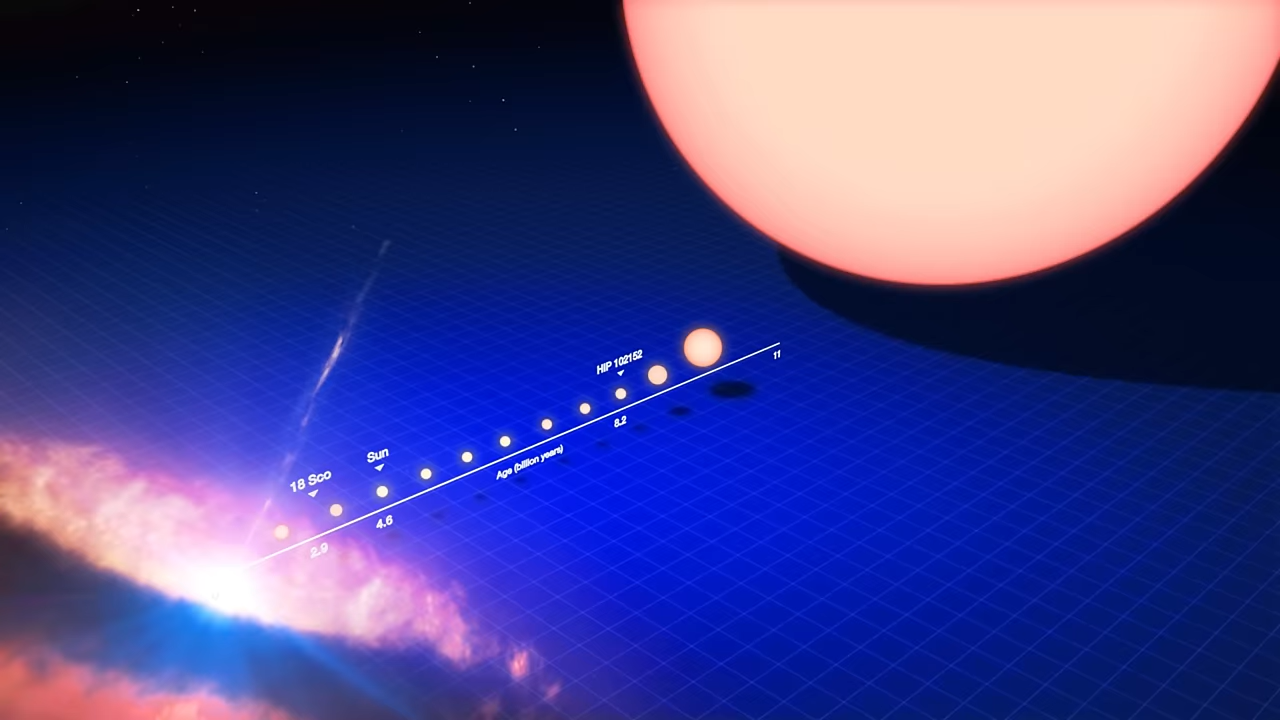 HIP 102152
11
8.2
Sun
Age (billion years)
18 Sco
4.6
2.9